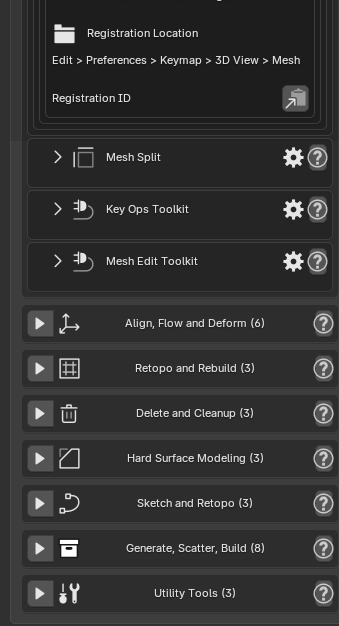 Registration Location
Edit > Preferences > Keymap > 3D View > Mesh
Registration ID
Mesh Split
Key Ops Toolkit
Mesh Edit Toolkit
Align, Flow and Deform (6)
Retopo and Rebuild (3)
Delete and Cleanup (3)
Hard Surface Modeling (3)
Sketch and Retopo (3)
Generate, Scatter, Build (8)
Utility Tools (3)